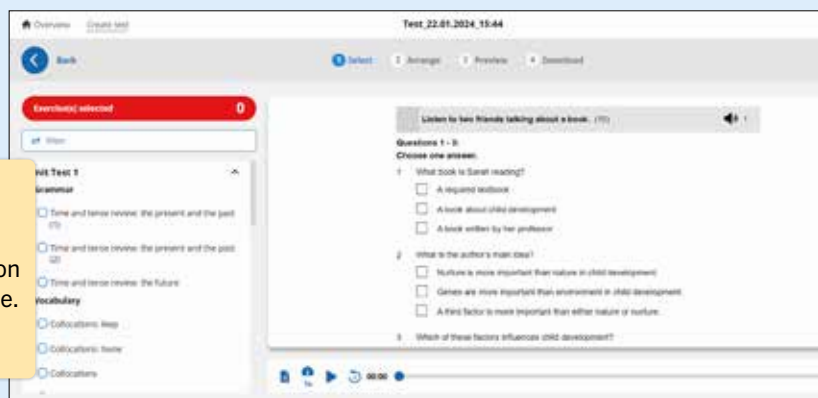 Overview Create test
Test_22.01.2024_15:44
Back
1 Select 2 Arrange 3 Preview 4 Download
Exercise(s) selected 0
Filter
nit Test 1
Grammar
Time and tense review: the present and the past
(1)
Time and tense review: the present and the past
(2)
Time and tense review: the future
ocabulary
Collocations: keep
Collocations: home
Collocations
on
e.
Listen to two friends talking about a book.
1
Questions 1 -
Choose one answer.
1 What book is Sarah reading?
A required textbook
A book about child development
A book written by her professor
2 What is the author's main idea?
Nurture is more important than nature in child development.
Genes are more important than environment in child development.
A third factor is more important than either nature or nurture.
3 Which of these factors influences child development?
1x 00:00